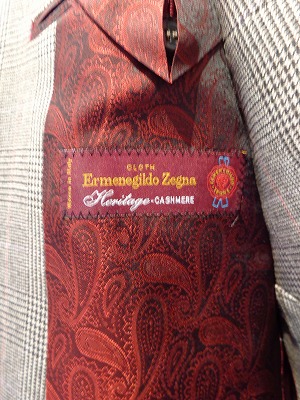 CLOTH
Ermenegildo Zegna
Heritage - CASHMERE